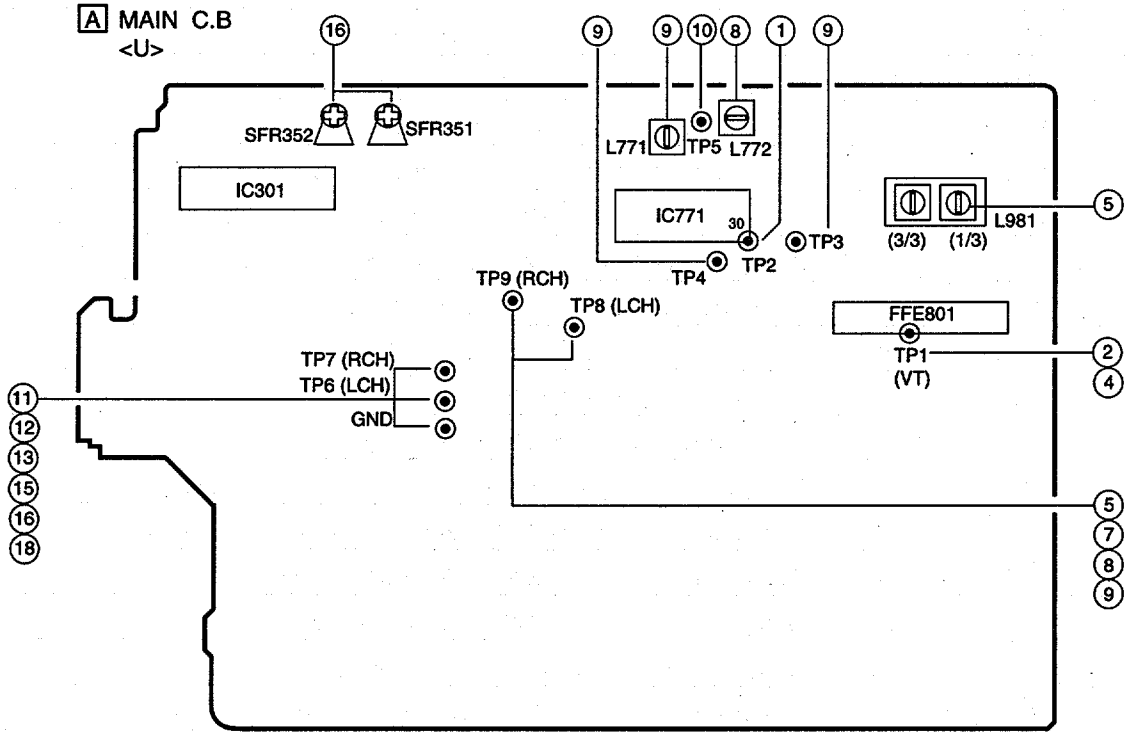 A MAIN C.B
<U>
16 9 9 10 8 1 9
SFR352 SFR351
L771 TP5 L772
IC301
IC771
30
5
L981
(3/3) (1/3)
TP3
TP2
TP4
TP9 (RCH)
TP8 (LCH)
FFE801
TP1
(VT)
2
4
TP7 (RCH)
TP6 (LCH)
GND
11
12
13
15
16
18
5
7
8
9